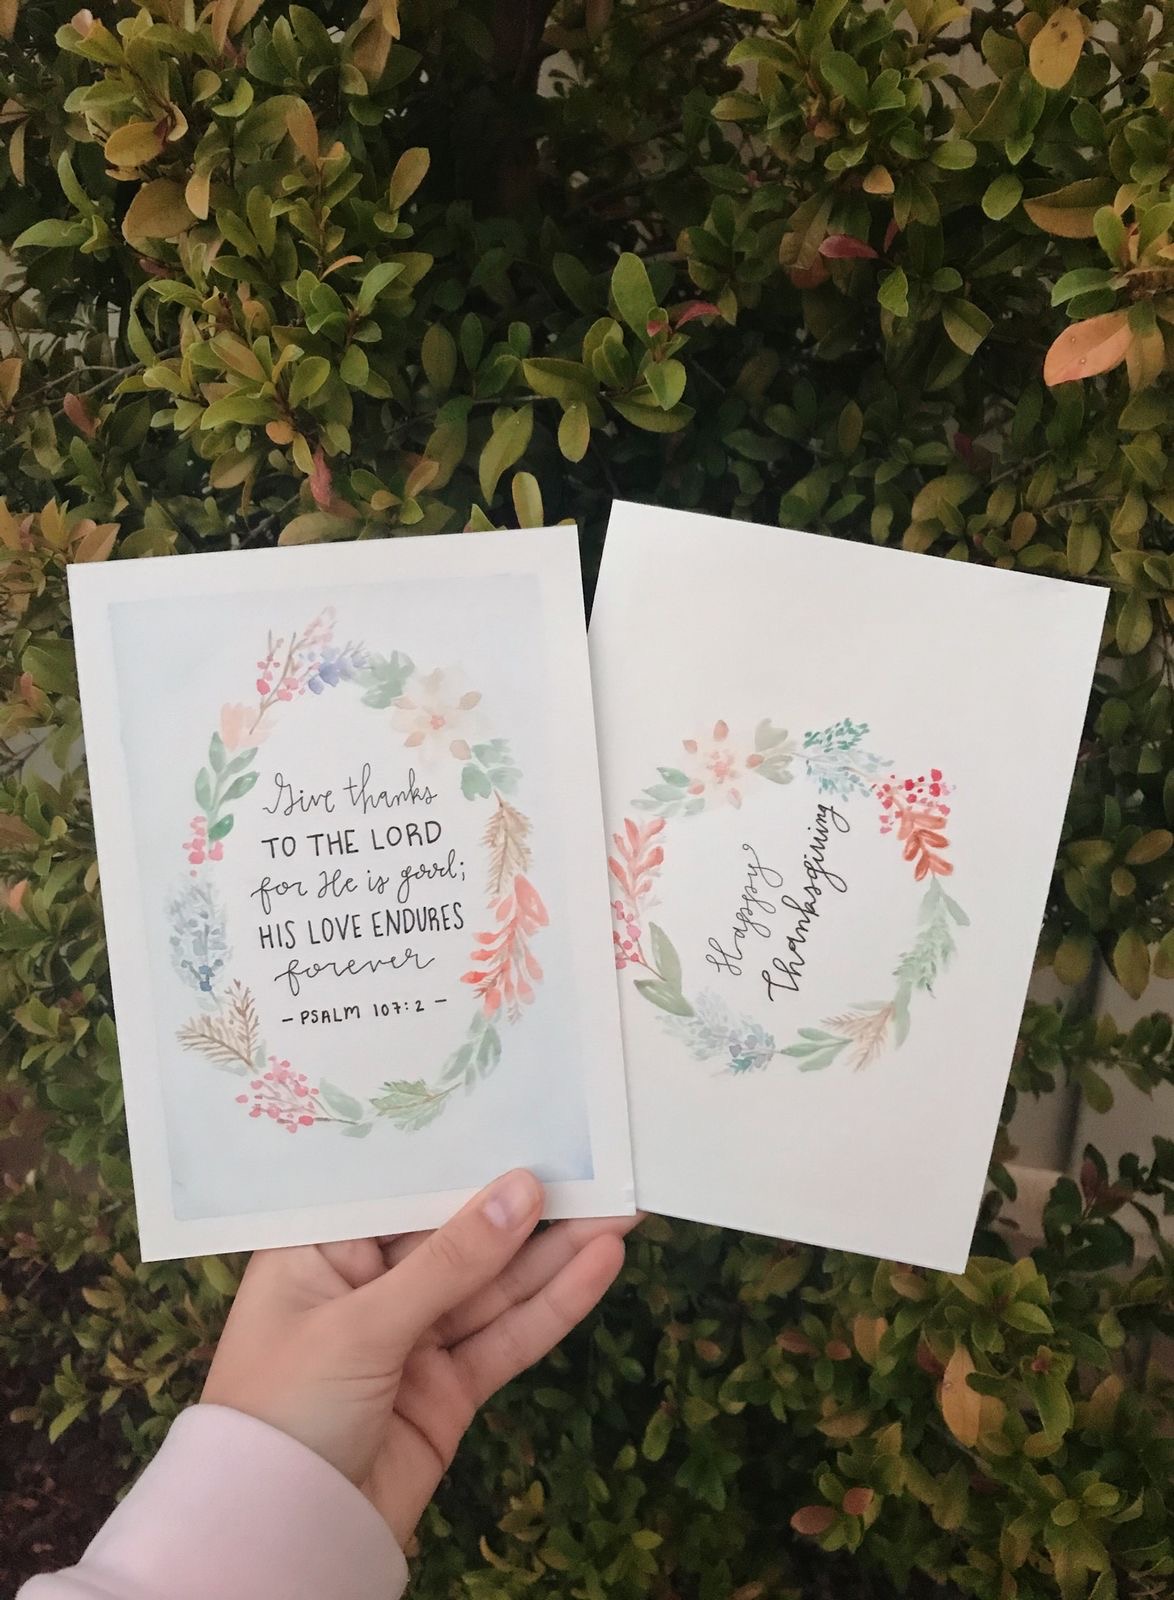 Give thanks
TO THE LORD
for He is good;
HIS LOVE ENDURES
forever
- PSALM 107:2 -
Happy
Thanksgiving